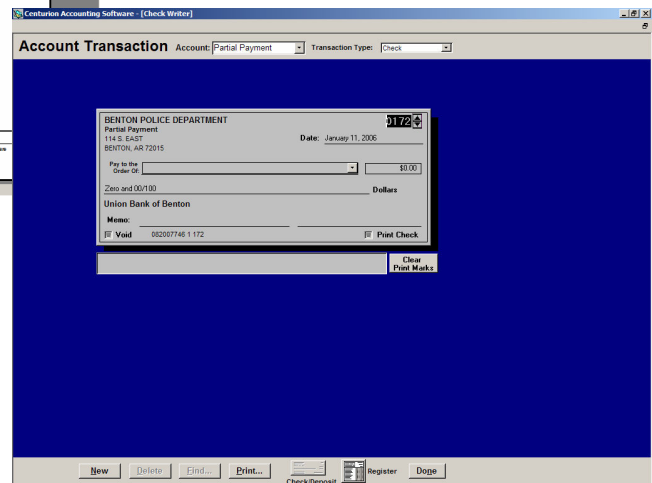 Centurion Accounting Software - [Check Writer]
Account Transaction Account: Partial Payment Transaction Type: Check
BENTON POLICE DEPARTMENT 0172
Partial Payment
114 S. EAST Date: January 11, 2006
BENTON, AR 72015
Pay to the
Order Of: $0.00
Zero and 00/100 Dollars
Union Bank of Benton
Memo:
Void 082007746 1 172 Print Check
Clear
Print Marks
New Delete Find... Print... Check/Deposit Register Done